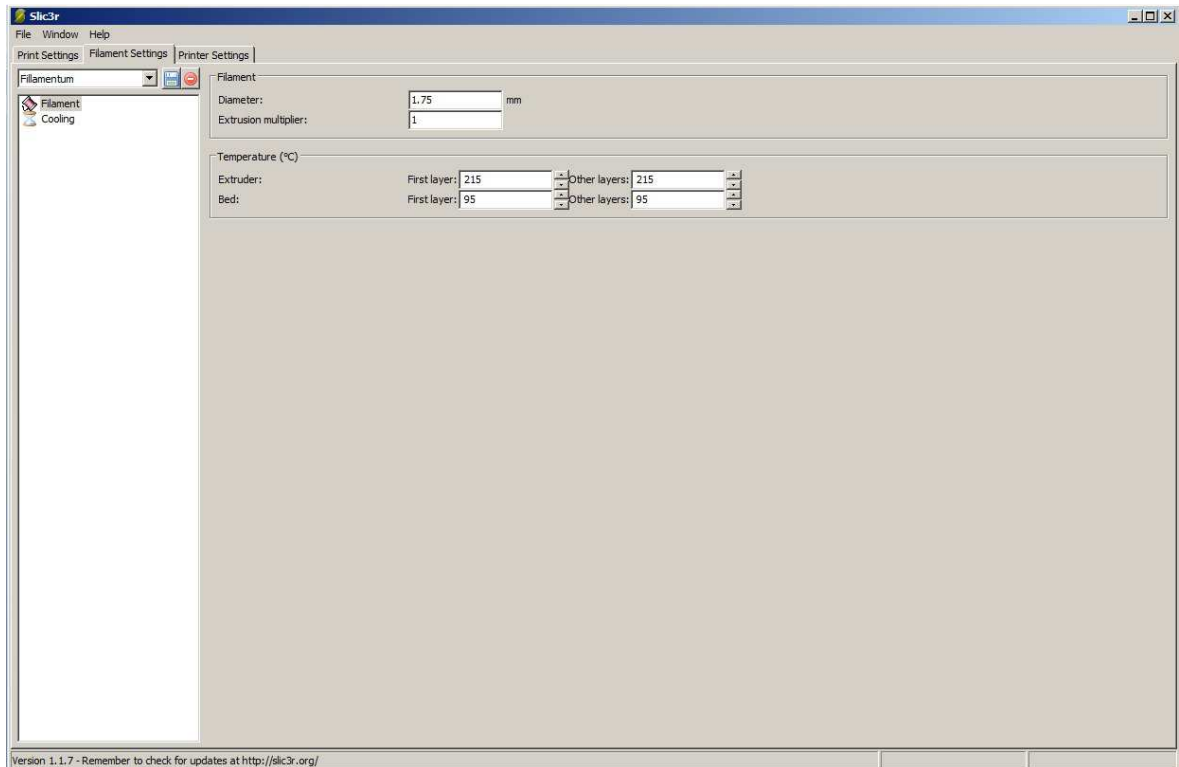 Slic3r
File Window Help
Print Settings Filament Settings Printer Settings
Fillamentum
Filament
Cooling
Filament
Diameter: 1.75 mm
Extrusion multiplier: 1
Temperature (°C)
Extruder: First layer: 215 Other layers: 215
Bed: First layer: 95 Other layers: 95
Version 1.1.7 - Remember to check for updates at http://slic3r.org/